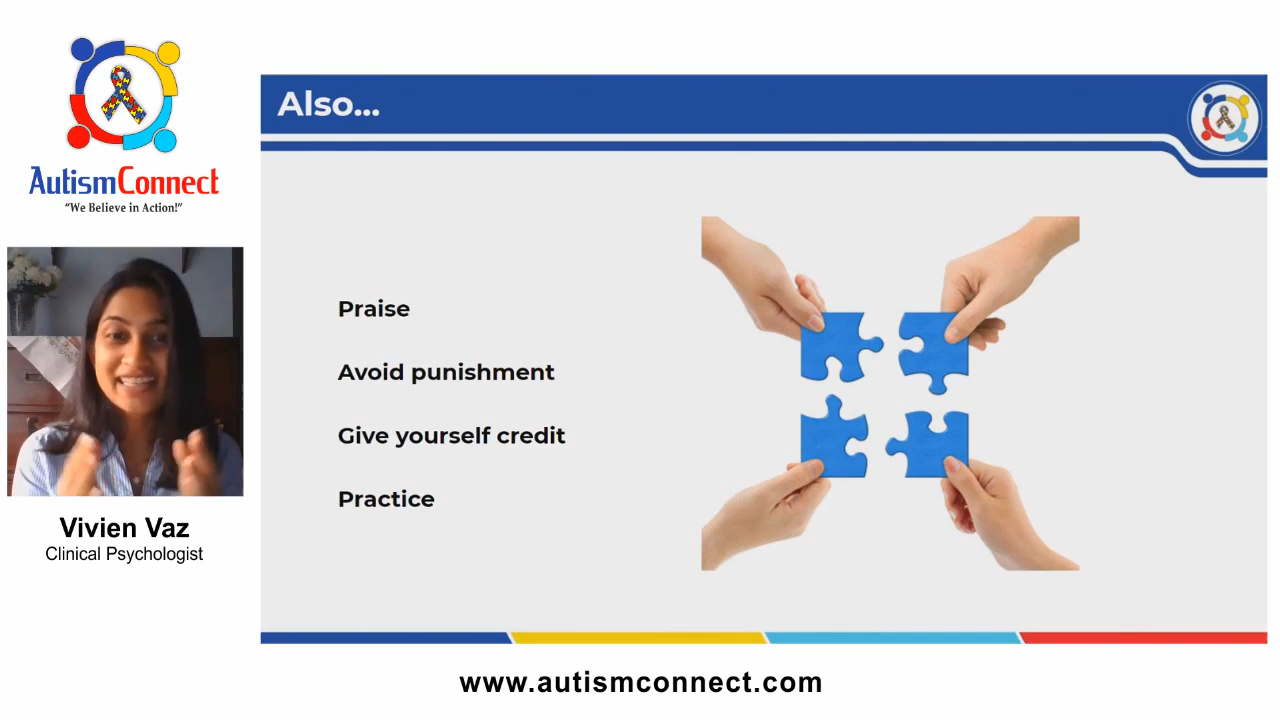 AutismConnect
“We Believe in Action!”
Vivien Vaz
Clinical Psychologist
Also...
Praise
Avoid punishment
Give yourself credit
Practice
www.autismconnect.com